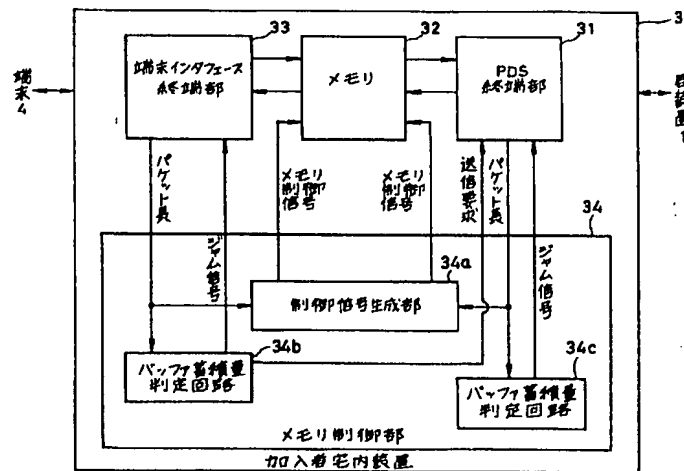 3
33
32
31
端末インタフェース
終端部
メモリ
PDS
終端部
端末4
パケット長
ジャム信号
メモリ
制御
信号
メモリ
制御
信号
送信要求
パケット長
ジャム信号
34
34a
制御信号生成部
34b
34c
バッファ蓄積量
判定回路
バッファ蓄積量
判定回路
メモリ制御部
加入者宅内装置